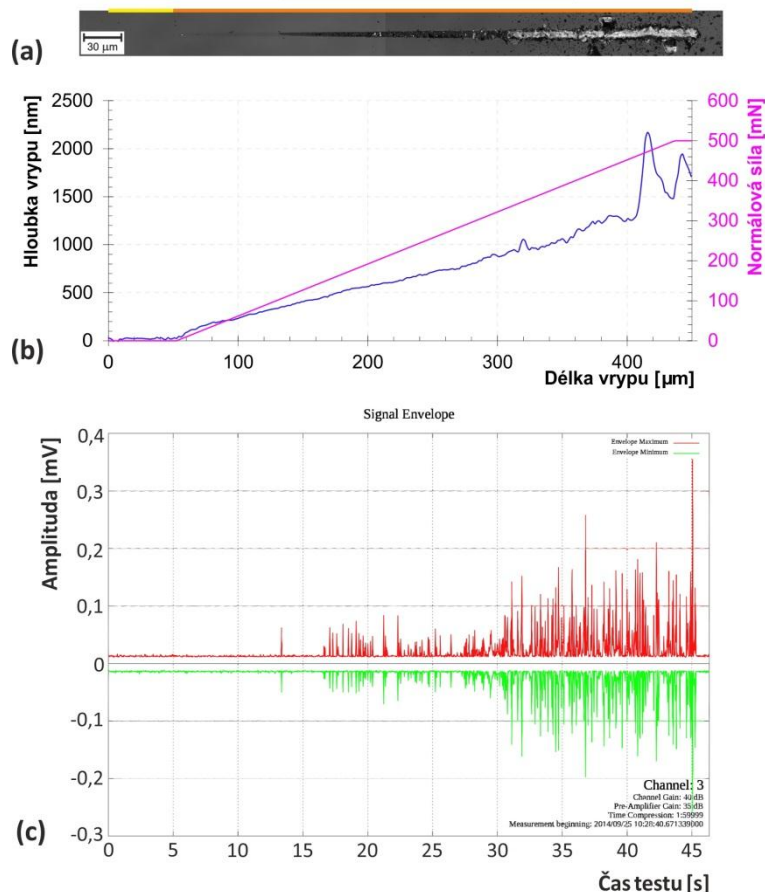 (a)
30 µm
Hloubka vrypu [nm]
2500
2000
1500
1000
500
0
600
500
400
300
200
100
0
Normálová síla [mN]
0
100
200
300
400
Délka vrypu [µm]
(b)
Signal Envelope
Amplituda [mV]
0,4
0,3
0,2
0,1
0
-0,1
-0,2
-0,3
Envelope Maximum
Envelope Minimum
Channel: 3
Channel Gain: 40 dB
Pre-Amplifier Gain: 35 dB
Time Compression: 1:59999
Measurement beginning: 2014/09/25 10:28:40.671339000
(c)
0
5
10
15
20
25
30
35
40
45
Čas testu [s]